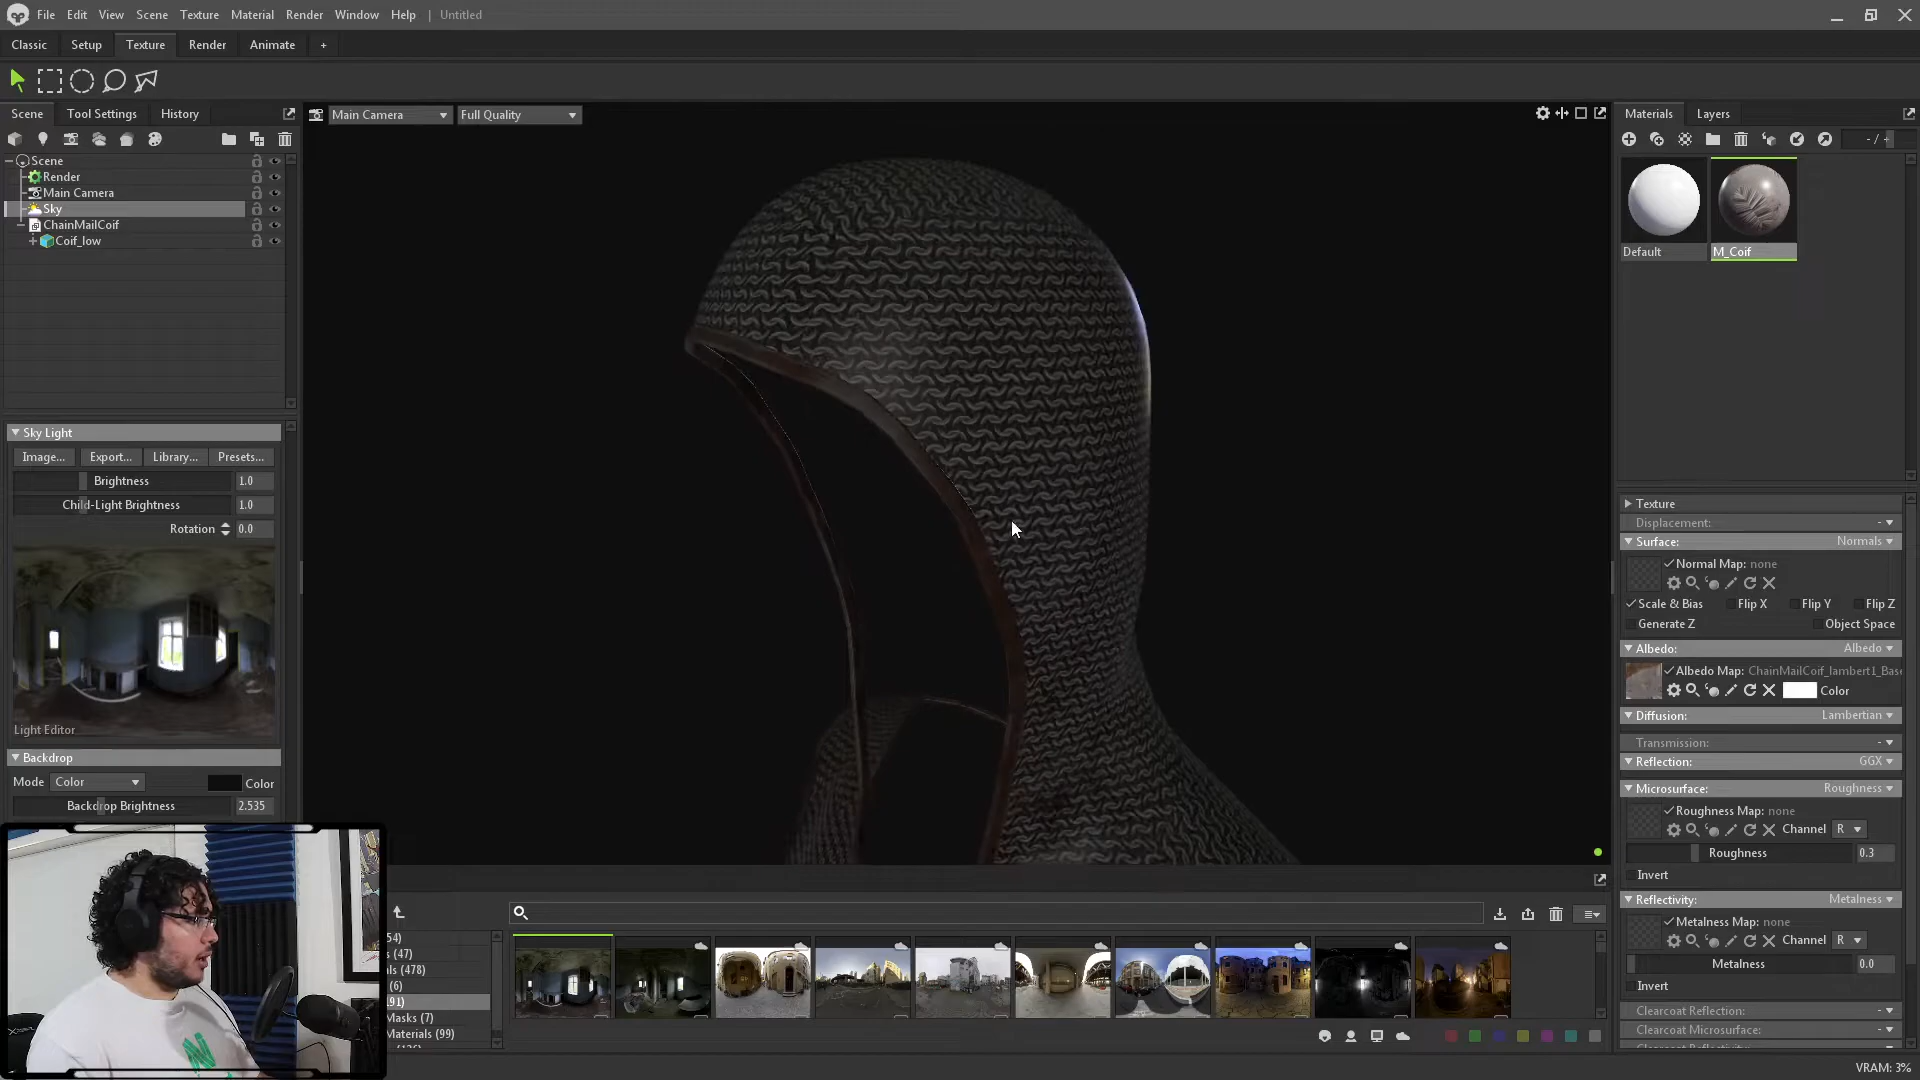 File Edit View Scene Texture Material Render Window Help | Untitled
Classic Setup Texture Render Animate +
Scene Tool Settings History
Main Camera Full Quality
Materials Layers
- /
Scene
Render
Main Camera
Sky
ChainMailCoif
Coif_low
Default M_Coif
Sky Light
Image... Export... Library... Presets...
Brightness 1.0
Child-Light Brightness 1.0
Rotation 0.0
Light Editor
Backdrop
Mode Color Color
Backdrop Brightness 2.535
Texture
Displacement: -
Surface: Normals
Normal Map: none
Scale & Bias Flip X Flip Y Flip Z
Generate Z Object Space
Albedo: Albedo
Albedo Map: ChainMailCoif_lambert1_Base
Color
Diffusion: Lambertian
Transmission: -
Reflection: GGX
Microsurface: Roughness
Roughness Map: none
Channel R
Roughness 0.3
Invert
Reflectivity: Metalness
Metalness Map: none
Channel R
Metalness 0.0
Invert
Clearcoat Reflection: -
Clearcoat Microsurface: -
Clearcoat Reflectivity: -
54)
s (47)
als (478)
(6)
191)
Masks (7)
Materials (99)
VRAM: 3%